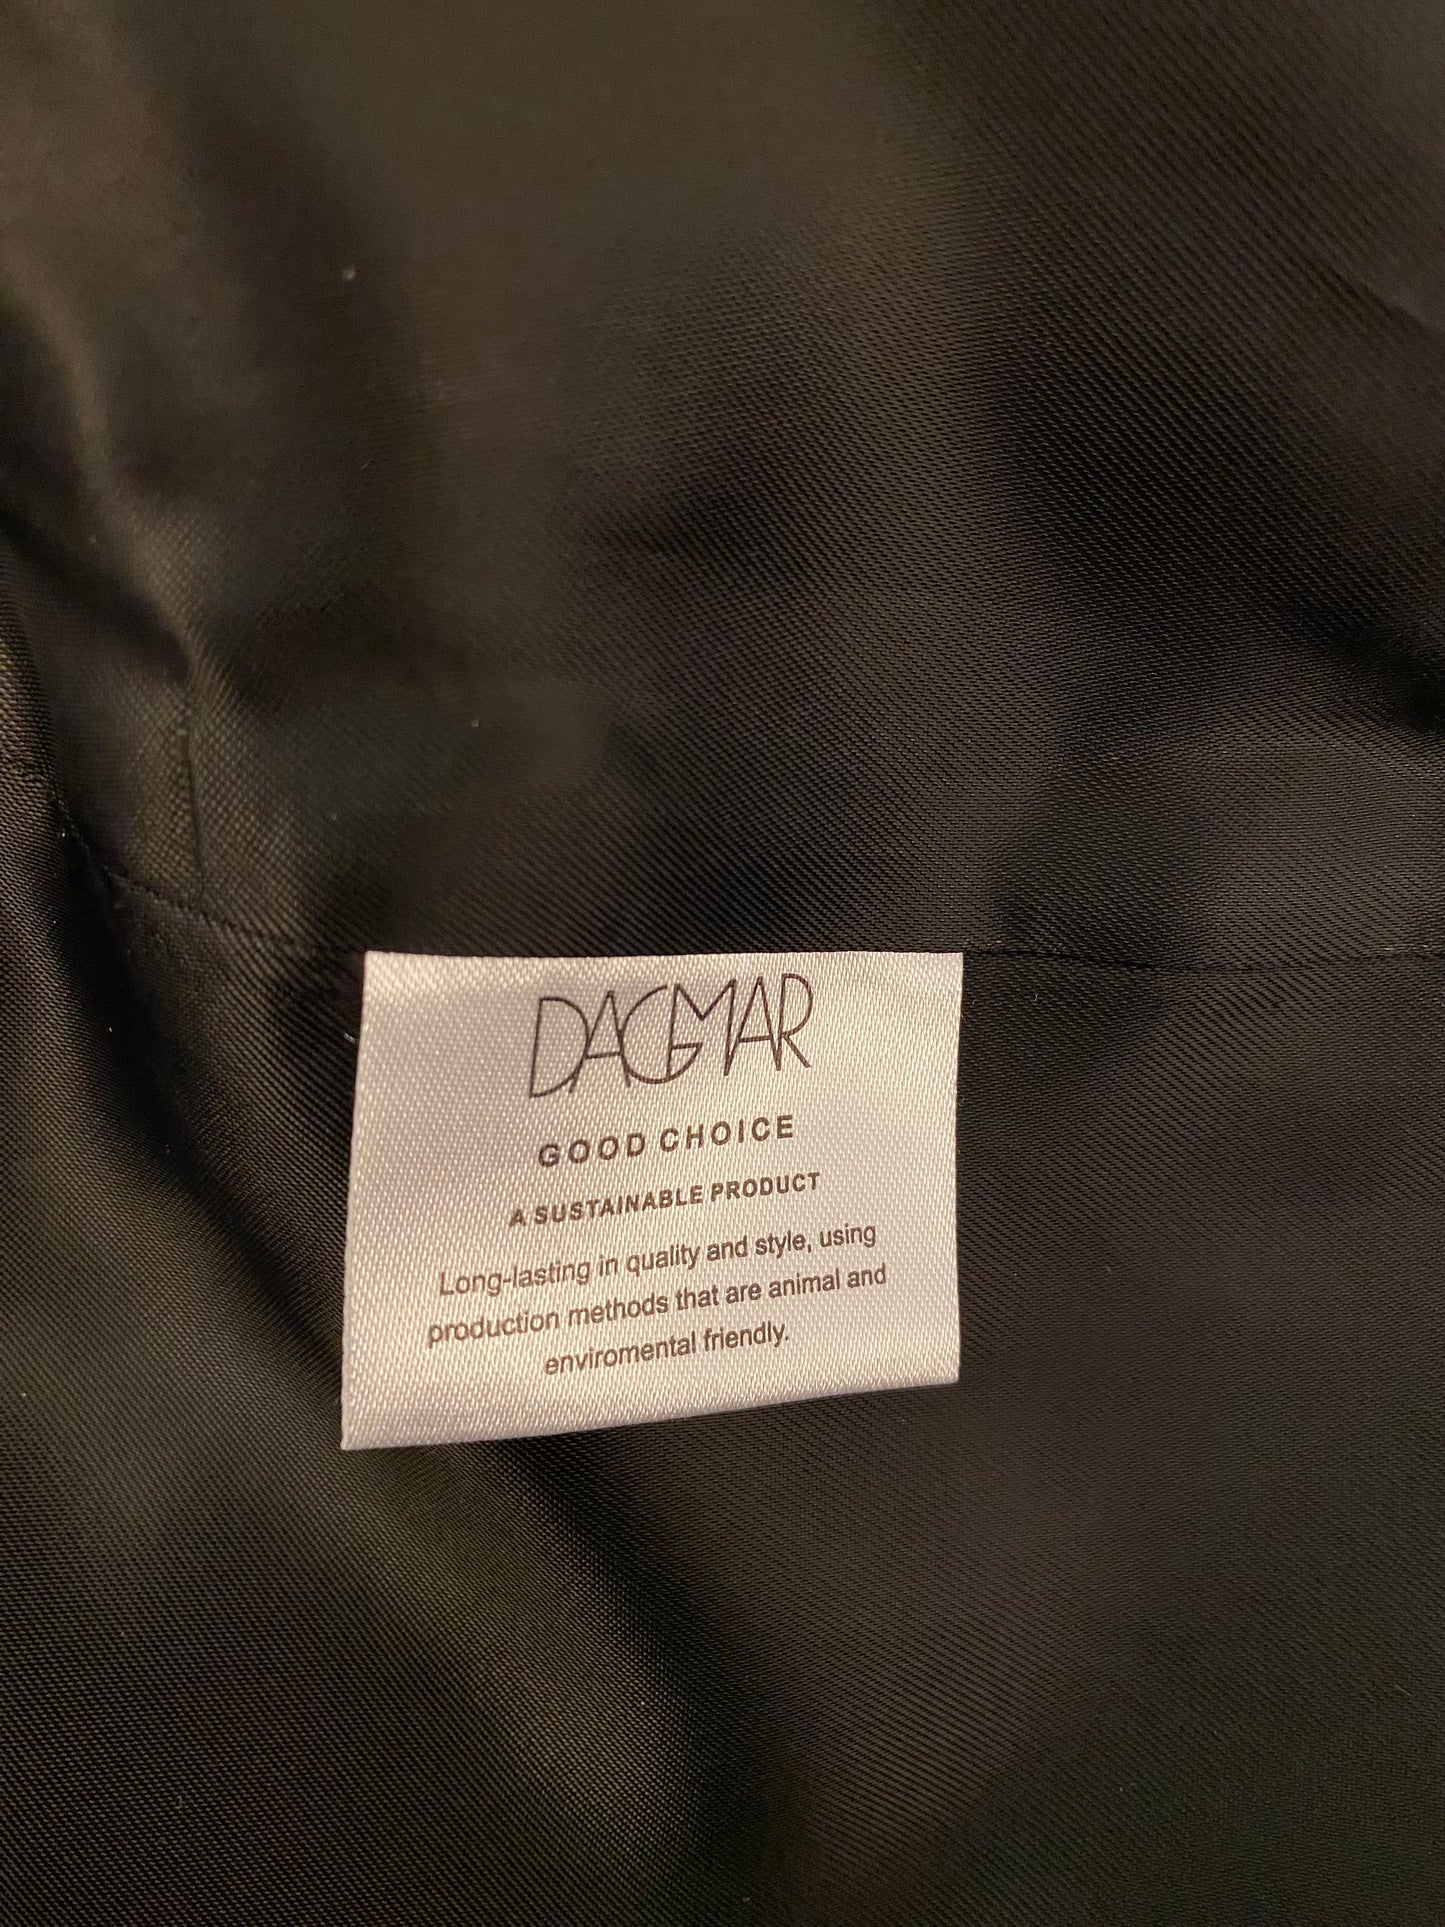 DAGMAR
GOOD CHOICE
A SUSTAINABLE PRODUCT
Long-lasting in quality and style, using
production methods that are animal and
enviromental friendly.